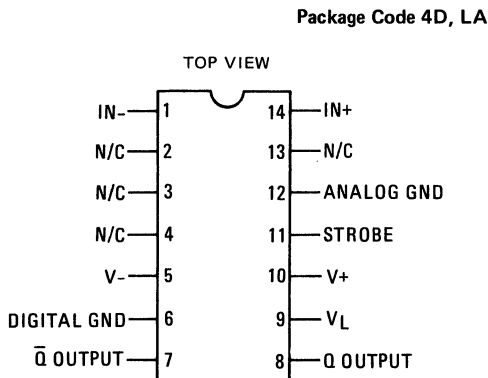 Package Code 4D, LA
TOP VIEW
IN- 1 14 IN+
N/C 2 13 N/C
N/C 3 12 ANALOG GND
N/C 4 11 STROBE
V- 5 10 V+
DIGITAL GND 6 9 VL
Q̅ OUTPUT 7 8 Q OUTPUT